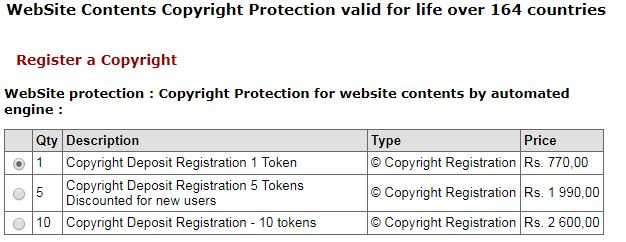 WebSite Contents Copyright Protection valid for life over 164 countries
Register a Copyright
WebSite protection : Copyright Protection for website contents by automated
engine :
Qty Description Type Price
1 Copyright Deposit Registration 1 Token © Copyright Registration Rs. 770,00
5 Copyright Deposit Registration 5 Tokens
Discounted for new users © Copyright Registration Rs. 1 990,00
10 Copyright Deposit Registration - 10 tokens © Copyright Registration Rs. 2 600,00